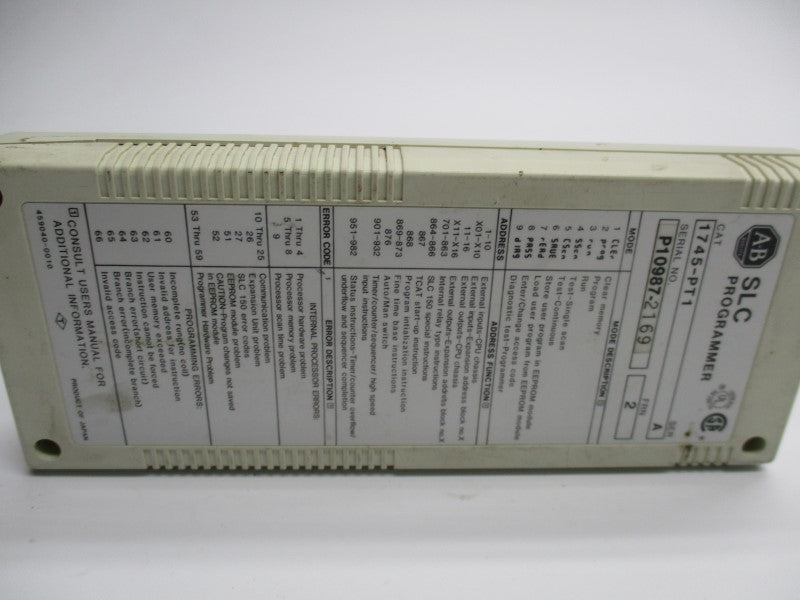 AB
SLC
PROGRAMMER
CAT
1745-PT1
SER
A
SERIAL NO.
P10987-2169
FRN
2
MODE
MODE DESCRIPTION
1 CLEr Clear memory
2 Prog Program
3 run Run
4 SScn Test-Single scan
5 CScn Test-Continuous
6 SAUE Store user program in EEPROM module
7 rEAd Load user program from EEPROM module
8 PASS Enter/Change access code
9 diAg Diagnostic test-Programmer
ADDRESS
ADDRESS FUNCTION
1-10 External inputs-CPU chassis
X01-X10 External inputs-Expansion address block no.X
11-16 External outputs-CPU chassis
X11-X16 External outputs-Expansion address block no.X
701-863 Internal relay type instructions
864-866 SLC 150 special instructions
867 FCAT start-up instruction
868 Program initialization instruction
869-873 Fine time base instructions
876 Auto/Man switch
901-932 Timer/counter/sequencer/high speed input instructions
951-982 Status instructions-Timer/counter overflow/
underflow and sequencer completion
ERROR CODE
ERROR DESCRIPTION
INTERNAL PROCESSOR ERRORS:
1 Thru 4 Processor hardware problem
5 Thru 8 Processor memory problem
9 Processor scan time problem
10 Thru 25 Communication problem
26 Expansion Unit problem
27 SLC 150 error codes
51 EEPROM module problem
52 CAUTION-Program changes not saved
in EEPROM module
53 Thru 59 Programmer Hardware Problem
PROGRAMMING ERRORS:
60 Incomplete rung(error coil)
61 Invalid address for instruction
62 User memory exceeded
63 Instruction cannot be forced
64 Branch error(short circuit)
65 Branch error(incomplete branch)
66 Invalid access code
1 CONSULT USERS MANUAL FOR
ADDITIONAL INFORMATION.
459040-0010
PRODUCT OF JAPAN